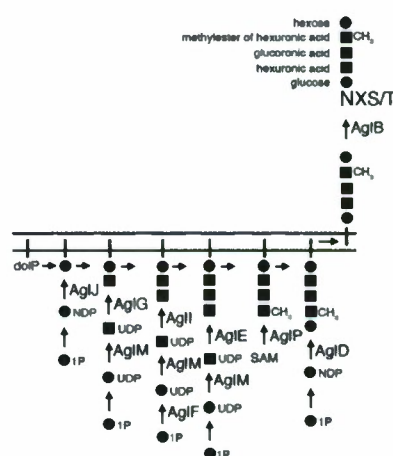 hexose
methylester of hexuronic acid CH₃
glucoronic acid
hexuronic acid
glucose
NXS/T
AglB
CH₃
dolP
AglJ
NDP
1P
AglG
UDP
AglM
UDP
1P
AglI
UDP
AglM
UDP
AglF
1P
AglE
UDP
AglM
UDP
1P
CH₃
AglP
SAM
CH₃
AglD
NDP
1P